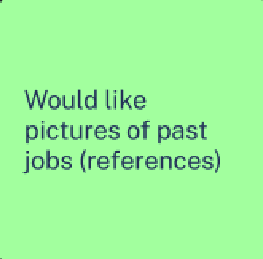 Would like
pictures of past
jobs (references)